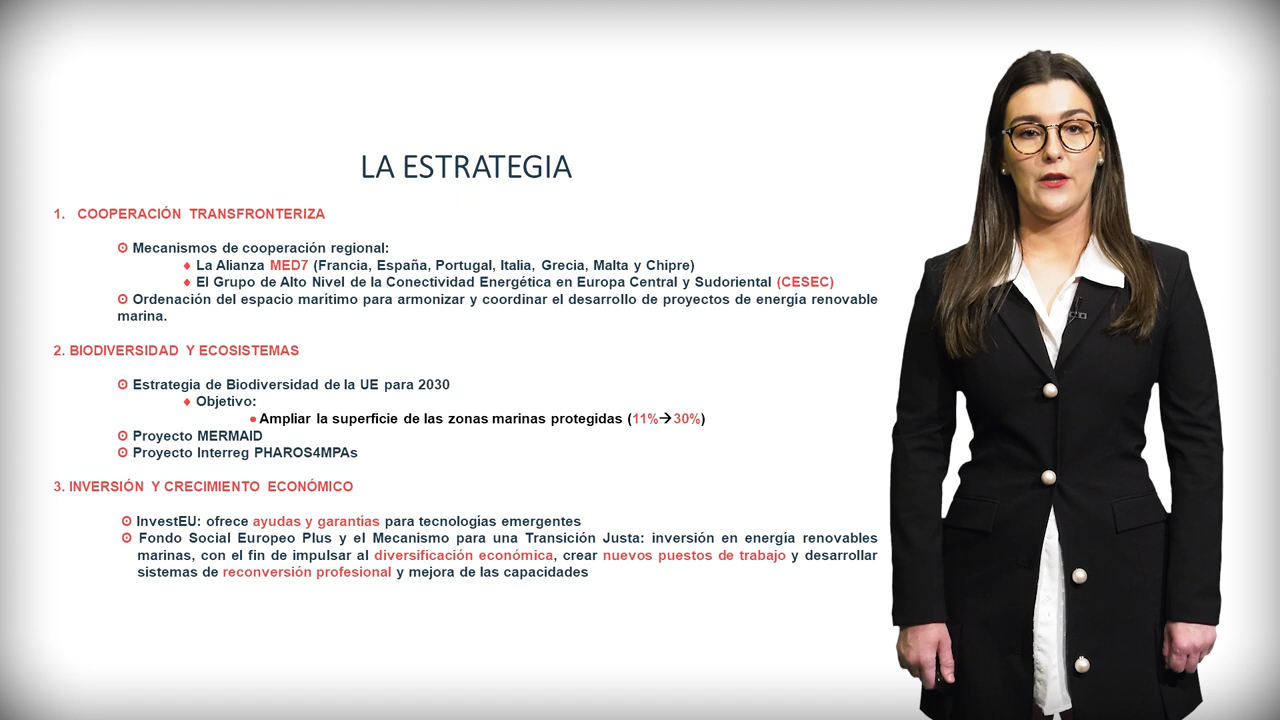 LA ESTRATEGIA
1. COOPERACIÓN TRANSFRONTERIZA
Mecanismos de cooperación regional:
La Alianza MED7 (Francia, España, Portugal, Italia, Grecia, Malta y Chipre)
El Grupo de Alto Nivel de la Conectividad Energética en Europa Central y Sudoriental (CESEC)
Ordenación del espacio marítimo para armonizar y coordinar el desarrollo de proyectos de energía renovable
marina.
2. BIODIVERSIDAD Y ECOSISTEMAS
Estrategia de Biodiversidad de la UE para 2030
Objetivo:
Ampliar la superficie de las zonas marinas protegidas (11%→30%)
Proyecto MERMAID
Proyecto Interreg PHAROS4MPAs
3. INVERSIÓN Y CRECIMIENTO ECONÓMICO
InvestEU: ofrece ayudas y garantías para tecnologías emergentes
Fondo Social Europeo Plus y el Mecanismo para una Transición Justa: inversión en energía renovables
marinas, con el fin de impulsar al diversificación económica, crear nuevos puestos de trabajo y desarrollar
sistemas de reconversión profesional y mejora de las capacidades